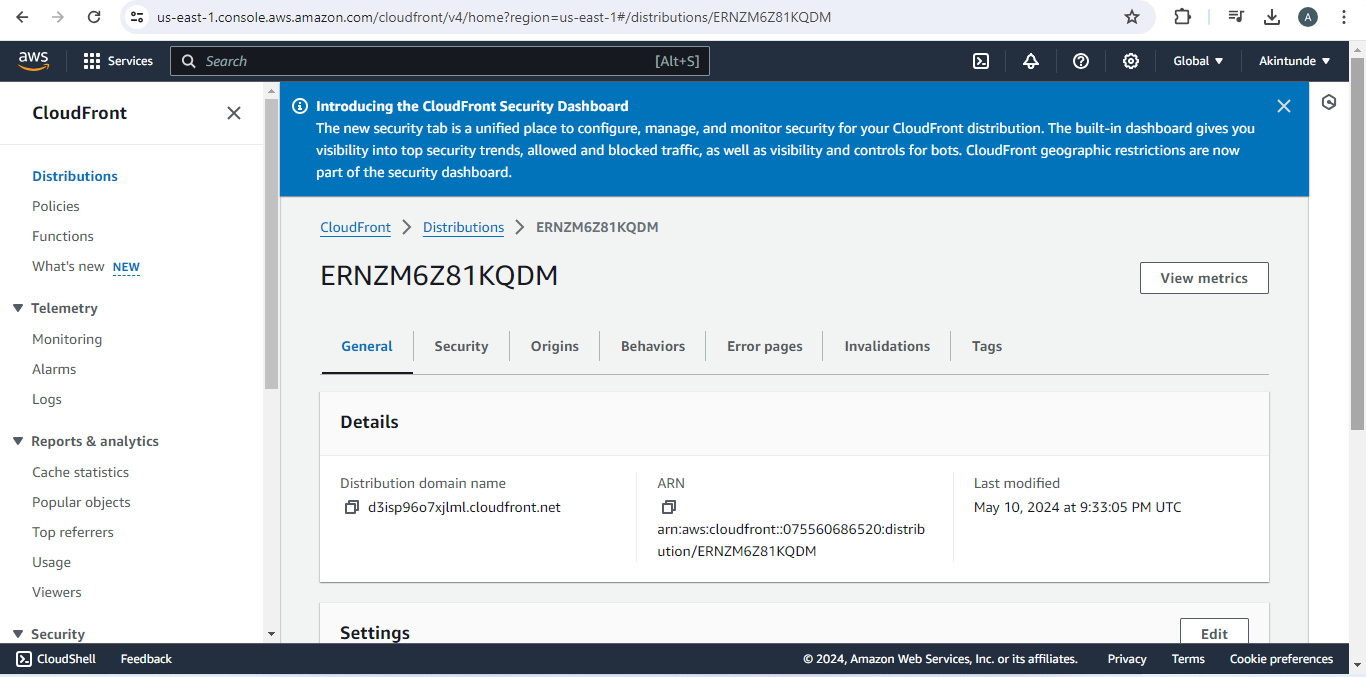 us-east-1.console.aws.amazon.com/cloudfront/v4/home?region=us-east-1#/distributions/ERNZM6Z81KQDM
A
aws
Services
Search
[Alt+S]
Global
Akintunde
CloudFront
Distributions
Policies
Functions
What's new NEW
Telemetry
Monitoring
Alarms
Logs
Reports & analytics
Cache statistics
Popular objects
Top referrers
Usage
Viewers
Security
Introducing the CloudFront Security Dashboard
The new security tab is a unified place to configure, manage, and monitor security for your CloudFront distribution. The built-in dashboard gives you
visibility into top security trends, allowed and blocked traffic, as well as visibility and controls for bots. CloudFront geographic restrictions are now
part of the security dashboard.
CloudFront
Distributions
ERNZM6Z81KQDM
ERNZM6Z81KQDM
View metrics
General
Security
Origins
Behaviors
Error pages
Invalidations
Tags
Details
Distribution domain name
d3isp96o7xjlml.cloudfront.net
ARN
arn:aws:cloudfront::075560686520:distrib
ution/ERNZM6Z81KQDM
Last modified
May 10, 2024 at 9:33:05 PM UTC
Settings
Edit
CloudShell
Feedback
© 2024, Amazon Web Services, Inc. or its affiliates.
Privacy
Terms
Cookie preferences